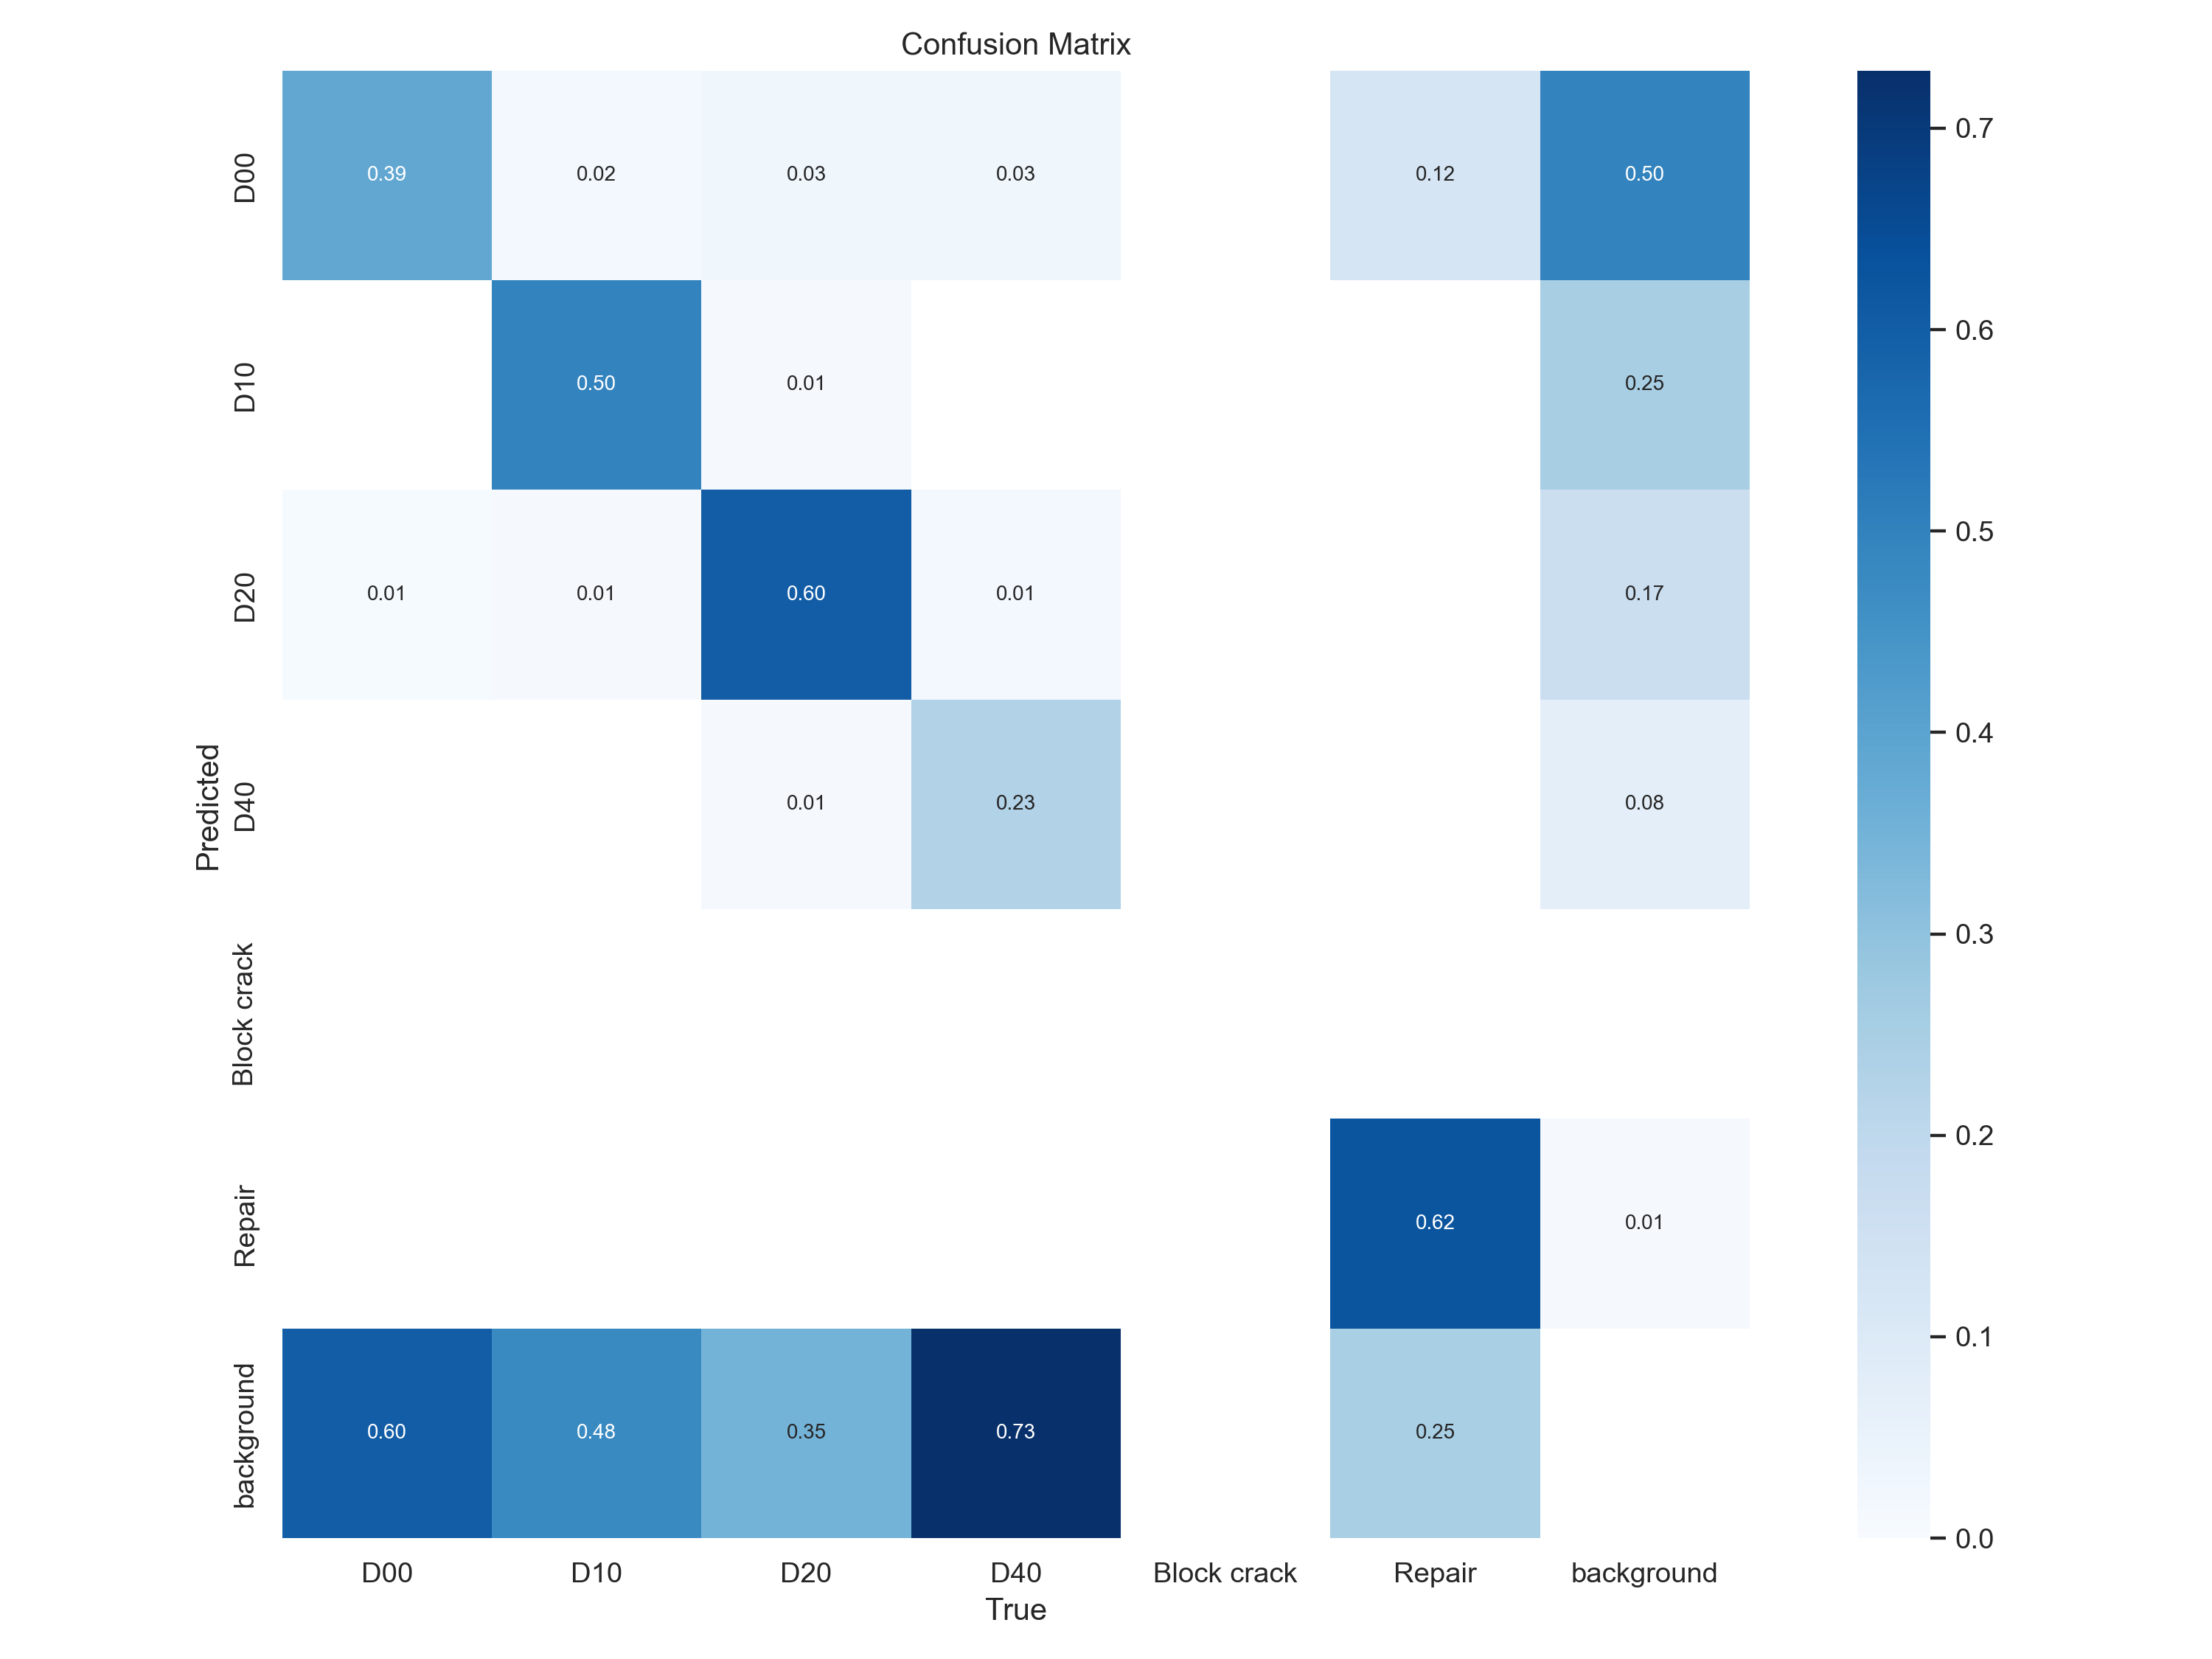 Confusion Matrix
D00 0.39 0.02 0.03 0.03 0.12 0.50
D10 0.50 0.01 0.25
D20 0.01 0.01 0.60 0.01 0.17
D40 0.01 0.23 0.08
Block crack
Repair 0.62 0.01
background 0.60 0.48 0.35 0.73 0.25
Predicted
D00 D10 D20 D40 Block crack Repair background
True
0.7
0.6
0.5
0.4
0.3
0.2
0.1
0.0